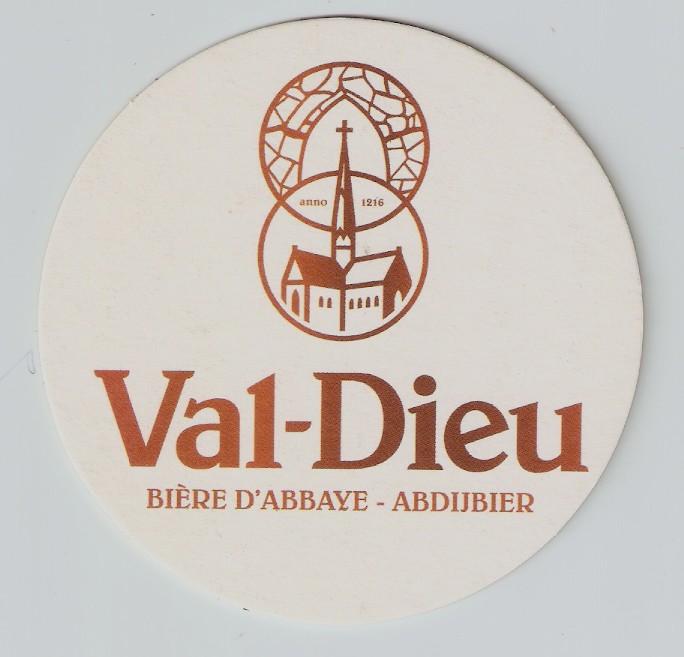 anno 1216
Val-Dieu
BIÈRE D'ABBAYE - ABDIJBIER